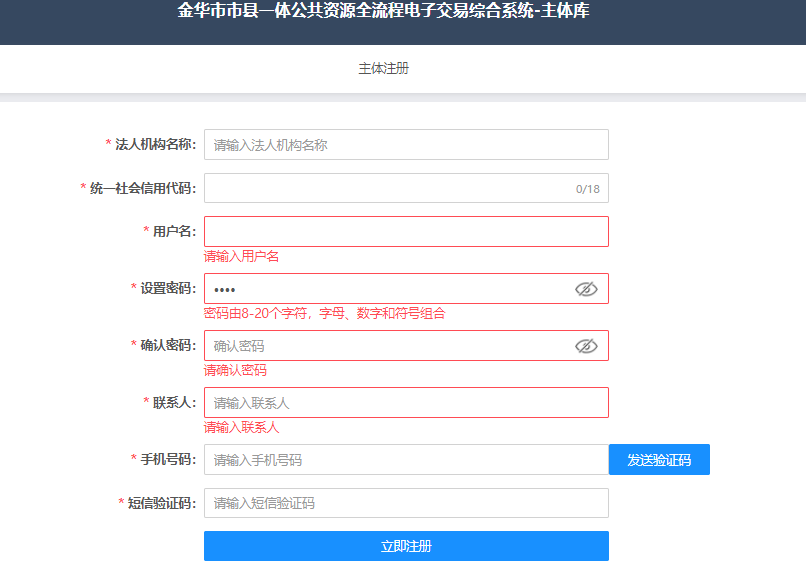 金华市市县一体公共资源全流程电子交易综合系统-主体库
主体注册
* 法人机构名称: 请输入法人机构名称
* 统一社会信用代码: 0/18
* 用户名:
请输入用户名
* 设置密码: ••••
密码由8-20个字符，字母、数字和符号组合
* 确认密码: 确认密码
请确认密码
* 联系人: 请输入联系人
请输入联系人
* 手机号码: 请输入手机号码 发送验证码
* 短信验证码: 请输入短信验证码
立即注册